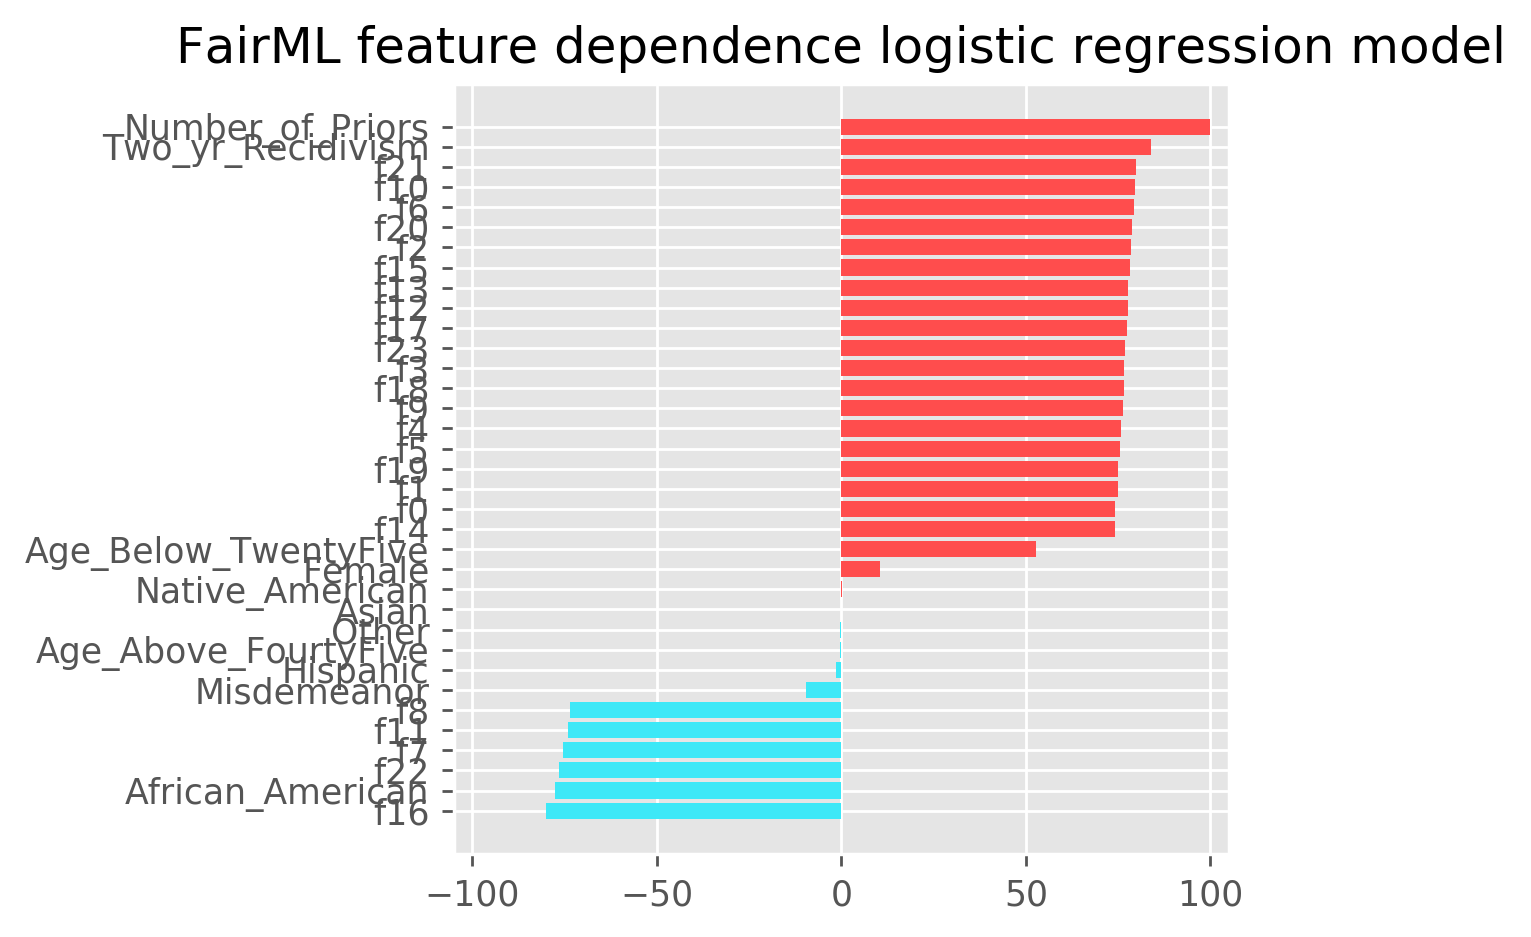 FairML feature dependence logistic regression model
Number_of_Priors
Two_yr_Recidivism
f21
f10
f6
f20
f2
f15
f13
f12
f17
f23
f3
f18
f9
f4
f5
f19
f1
f0
f14
Age_Below_TwentyFive
Female
Native_American
Asian
Other
Age_Above_FourtyFive
Hispanic
Misdemeanor
f8
f11
f7
f22
African_American
f16
−100 −50 0 50 100